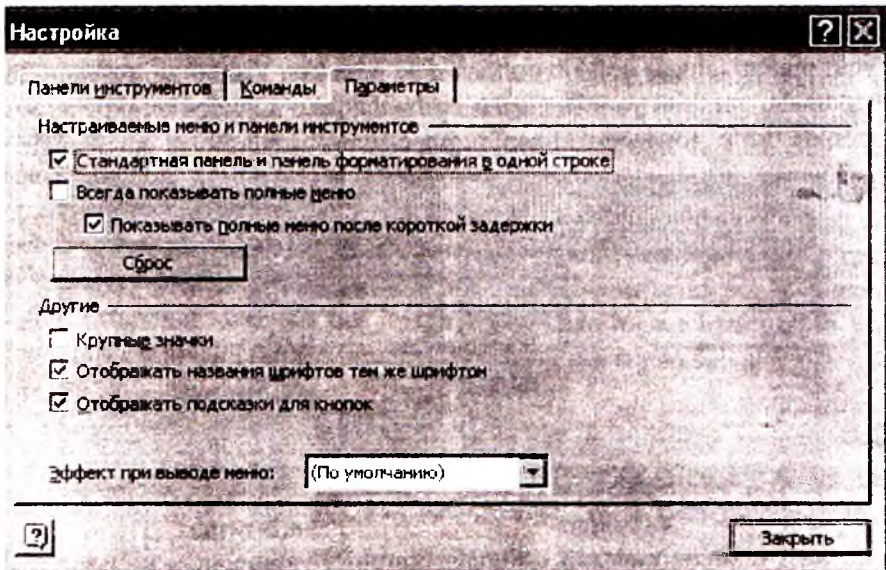 Настройка
Панели инструментов Команды Параметры
Настраиваемые меню и панели инструментов
Стандартная панель и панель форматирования в одной строке
Всегда показывать полные меню
Показывать полные меню после короткой задержки
Сброс
Другие
Крупные значки
Отображать названия шрифтов тем же шрифтом
Отображать подсказки для кнопок
Эффект при выводе меню: (По умолчанию)
Закрыть